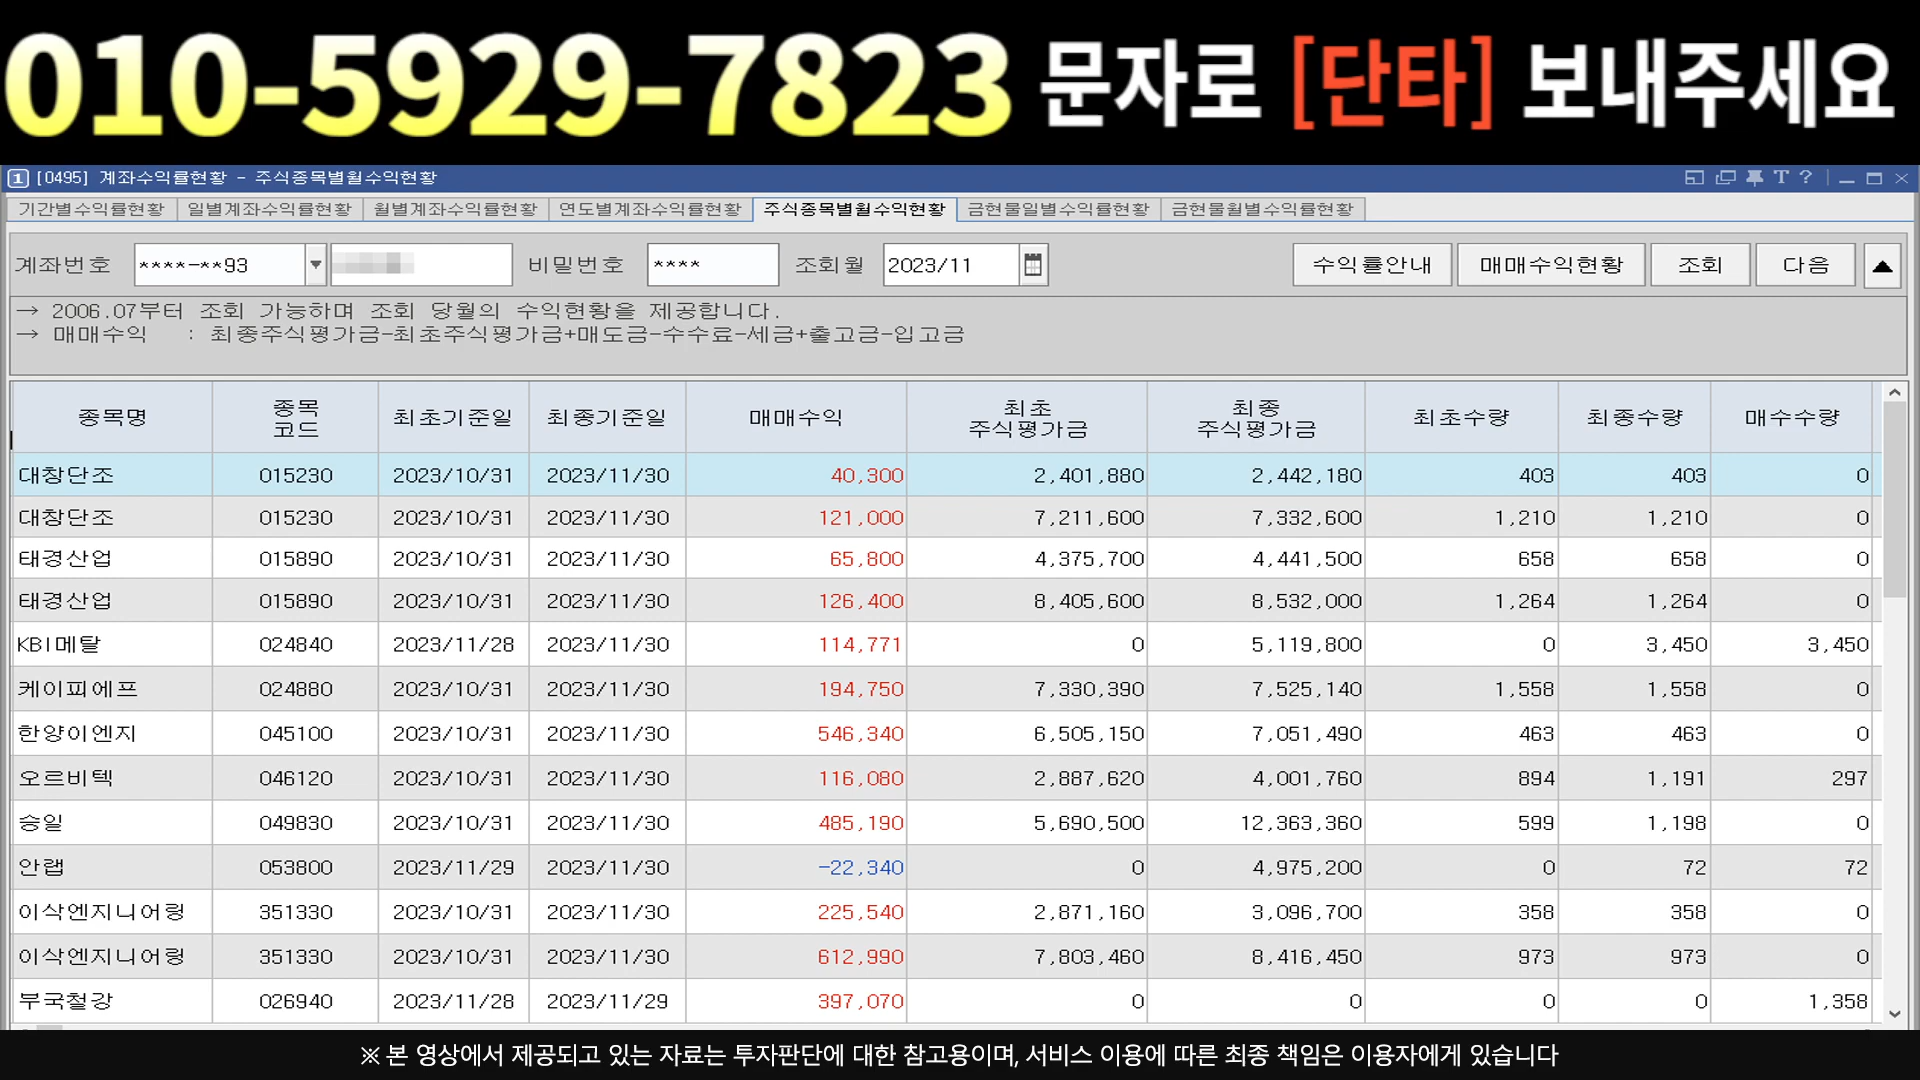 010-5929-7823 문자로 [단타] 보내주세요
1 [0495] 계좌수익률현황 - 주식종목별월수익현황
기간별수익률현황 일별계좌수익률현황 월별계좌수익률현황 연도별계좌수익률현황 주식종목별월수익현황 금현물일별수익률현황 금현물월별수익률현황
계좌번호 ****-**93 비밀번호 **** 조회월 2023/11 수익률안내 매매수익현황 조회 다음
→ 2006.07부터 조회 가능하며 조회 당월의 수익현황을 제공합니다.
→ 매매수익 : 최종주식평가금-최초주식평가금+매도금-수수료-세금+출고금-입고금
종목명 종목코드 최초기준일 최종기준일 매매수익 최초주식평가금 최종주식평가금 최초수량 최종수량 매수수량
대창단조 015230 2023/10/31 2023/11/30 40,300 2,401,880 2,442,180 403 403 0
대창단조 015230 2023/10/31 2023/11/30 121,000 7,211,600 7,332,600 1,210 1,210 0
태경산업 015890 2023/10/31 2023/11/30 65,800 4,375,700 4,441,500 658 658 0
태경산업 015890 2023/10/31 2023/11/30 126,400 8,405,600 8,532,000 1,264 1,264 0
KBI메탈 024840 2023/11/28 2023/11/30 114,771 0 5,119,800 0 3,450 3,450
케이피에프 024880 2023/10/31 2023/11/30 194,750 7,330,390 7,525,140 1,558 1,558 0
한양이엔지 045100 2023/10/31 2023/11/30 546,340 6,505,150 7,051,490 463 463 0
오르비텍 046120 2023/10/31 2023/11/30 116,080 2,887,620 4,001,760 894 1,191 297
승일 049830 2023/10/31 2023/11/30 485,190 5,690,500 12,363,360 599 1,198 0
안랩 053800 2023/11/29 2023/11/30 -22,340 0 4,975,200 0 72 72
이삭엔지니어링 351330 2023/10/31 2023/11/30 225,540 2,871,160 3,096,700 358 358 0
이삭엔지니어링 351330 2023/10/31 2023/11/30 612,990 7,803,460 8,416,450 973 973 0
부국철강 026940 2023/11/28 2023/11/29 397,070 0 0 0 0 1,358
※ 본 영상에서 제공되고 있는 자료는 투자판단에 대한 참고용이며, 서비스 이용에 따른 최종 책임은 이용자에게 있습니다